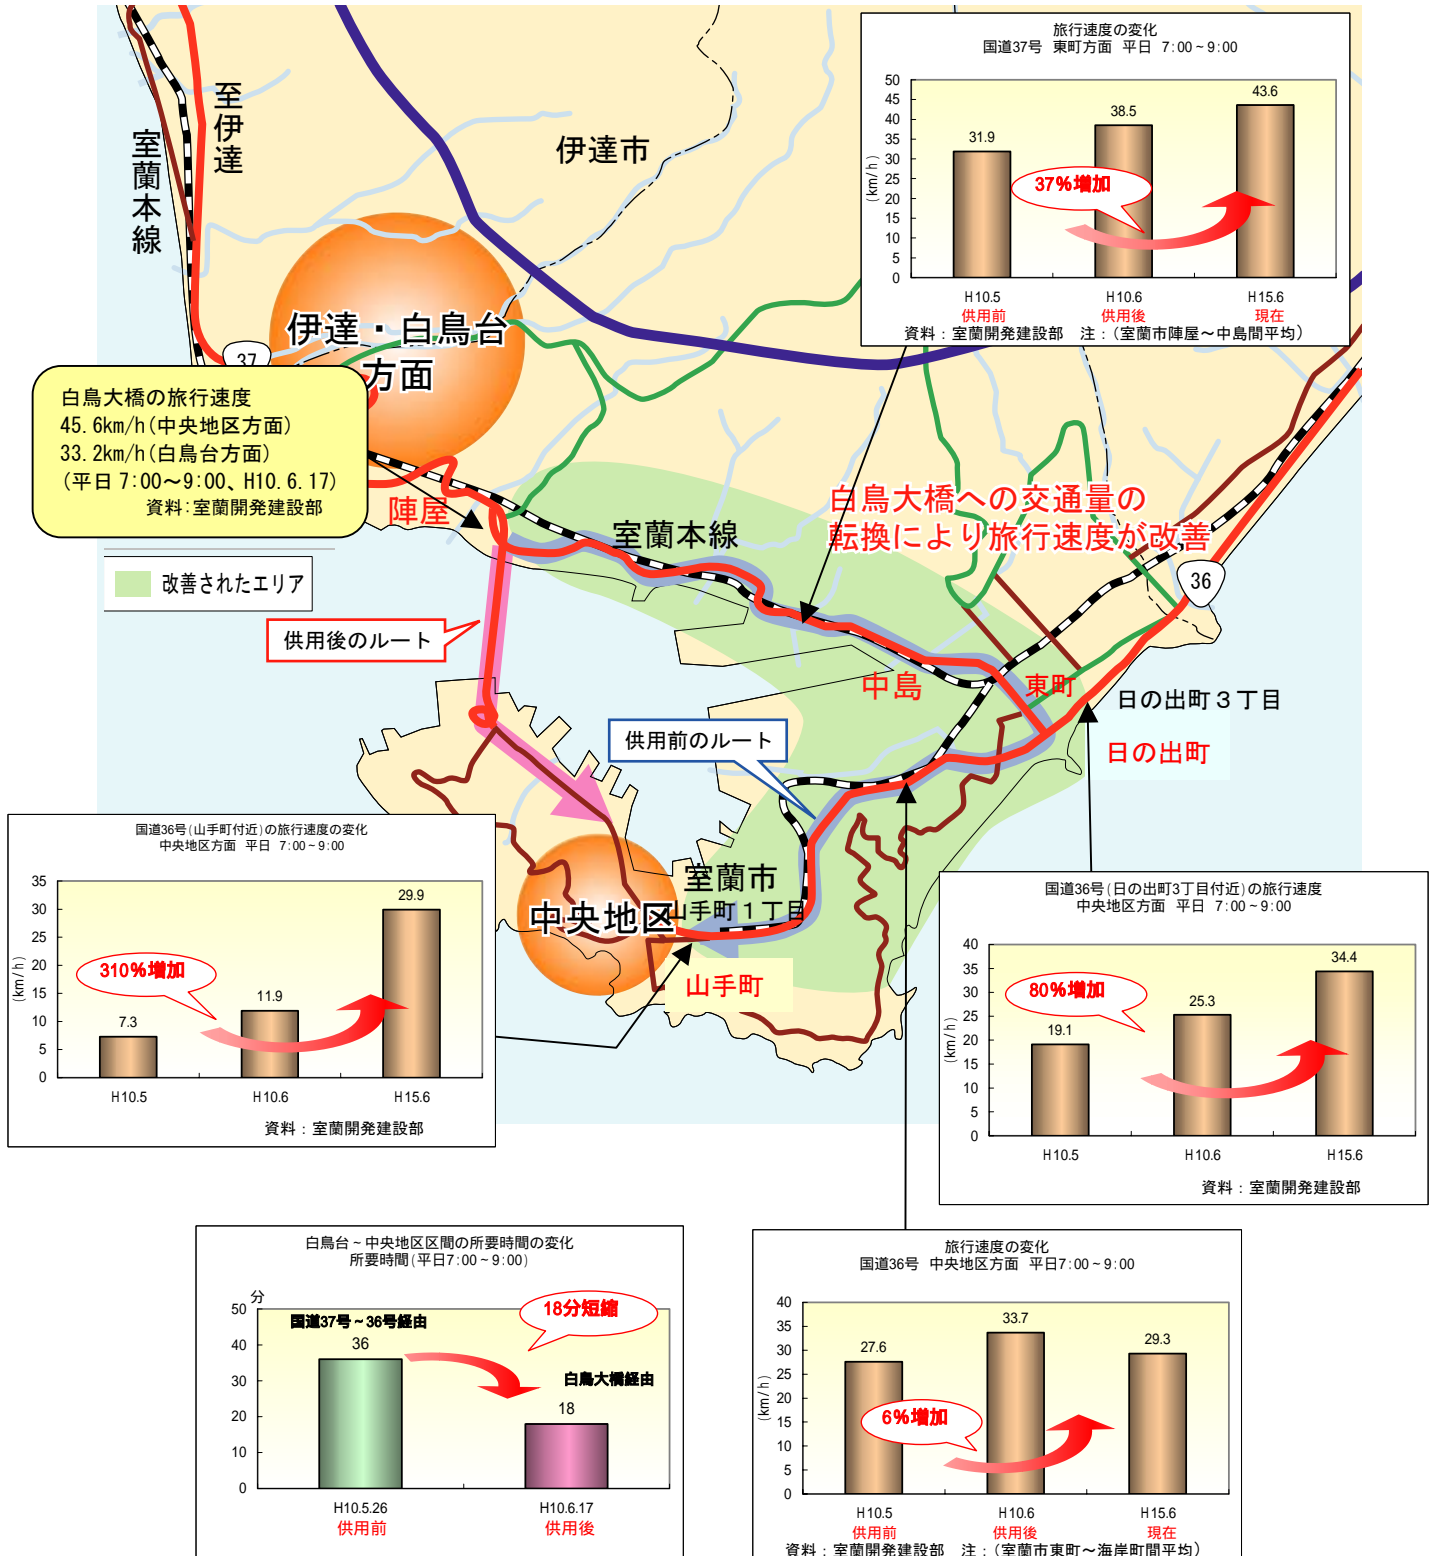 旅行速度の変化
国道37号 東町方面 平日 7:00~9:00
(km/h)
50
45
40
35
30
25
20
15
10
5
0
31.9
38.5
43.6
37%増加
H10.5
H10.6
H15.6
供用前
供用後
現在
資料：室蘭開発建設部 注：(室蘭市陣屋～中島間平均)
至伊達
室蘭本線
伊達市
伊達・白鳥台
方面
37
白鳥大橋の旅行速度
45.6km/h(中央地区方面)
33.2km/h(白鳥台方面)
(平日 7:00～9:00、H10.6.17)
資料:室蘭開発建設部
改善されたエリア
陣屋
室蘭本線
白鳥大橋への交通量の
転換により旅行速度が改善
36
供用後のルート
中島
東町
日の出町３丁目
日の出町
供用前のルート
室蘭市
山手町１丁目
中央地区
山手町
国道36号(山手町付近)の旅行速度の変化
中央地区方面 平日 7:00~9:00
(km/h)
35
30
25
20
15
10
5
0
7.3
11.9
29.9
310%増加
H10.5
H10.6
H15.6
資料：室蘭開発建設部
国道36号(日の出町3丁目付近)の旅行速度
中央地区方面 平日 7:00~9:00
(km/h)
40
35
30
25
20
15
10
5
0
19.1
25.3
34.4
80%増加
H10.5
H10.6
H15.6
資料：室蘭開発建設部
白鳥台~中央地区区間の所要時間の変化
所要時間(平日7:00~9:00)
分
50
40
30
20
10
0
国道37号~36号経由
36
18分短縮
白鳥大橋経由
18
H10.5.26
H10.6.17
供用前
供用後
旅行速度の変化
国道36号 中央地区方面 平日7:00~9:00
(km/h)
40
35
30
25
20
15
10
5
0
27.6
33.7
29.3
6%増加
H10.5
H10.6
H15.6
供用前
供用後
現在
資料：室蘭開発建設部 注：(室蘭市東町～海岸町間平均)